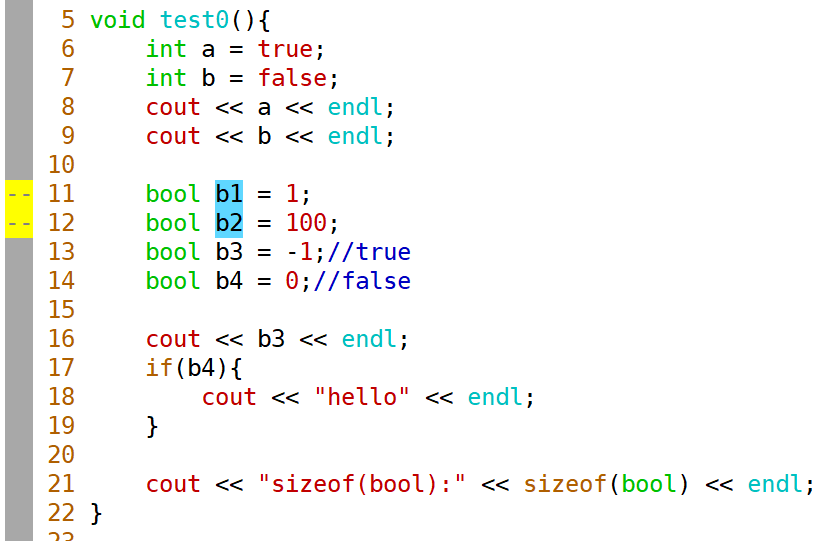 5 void test0(){
6     int a = true;
7     int b = false;
8     cout << a << endl;
9     cout << b << endl;
10
-- 11     bool b1 = 1;
-- 12     bool b2 = 100;
13     bool b3 = -1;//true
14     bool b4 = 0;//false
15
16     cout << b3 << endl;
17     if(b4){
18         cout << "hello" << endl;
19     }
20
21     cout << "sizeof(bool):" << sizeof(bool) << endl;
22 }
23